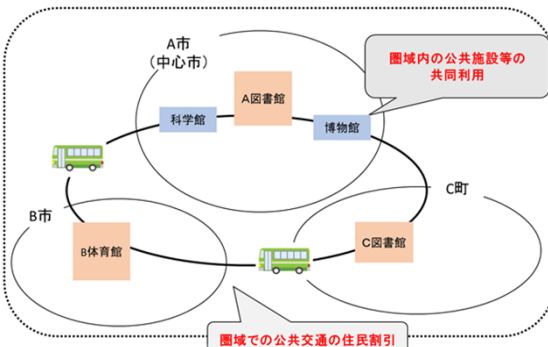 A市
（中心市）
圏域内の公共施設等の
共同利用
A図書館
科学館
博物館
C町
B市
B体育館
C図書館
圏域での公共交通の住民割引